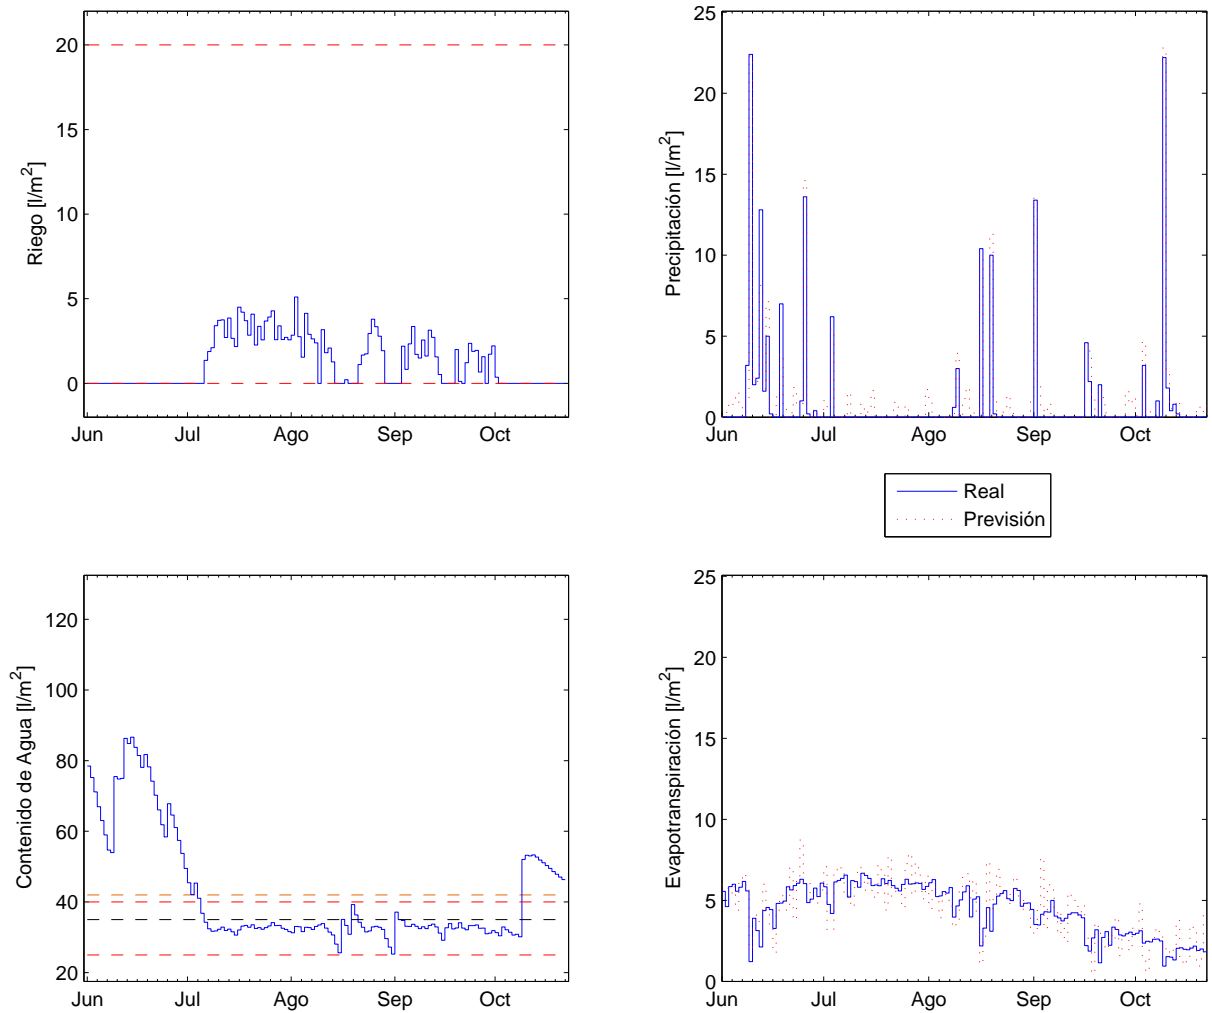 Riego [l/m²]
20
15
10
5
0
Jun Jul Ago Sep Oct
Precipitación [l/m²]
25
20
15
10
5
0
Jun Jul Ago Sep Oct
Real
Previsión
Contenido de Agua [l/m²]
120
100
80
60
40
20
Jun Jul Ago Sep Oct
Evapotranspiración [l/m²]
25
20
15
10
5
0
Jun Jul Ago Sep Oct